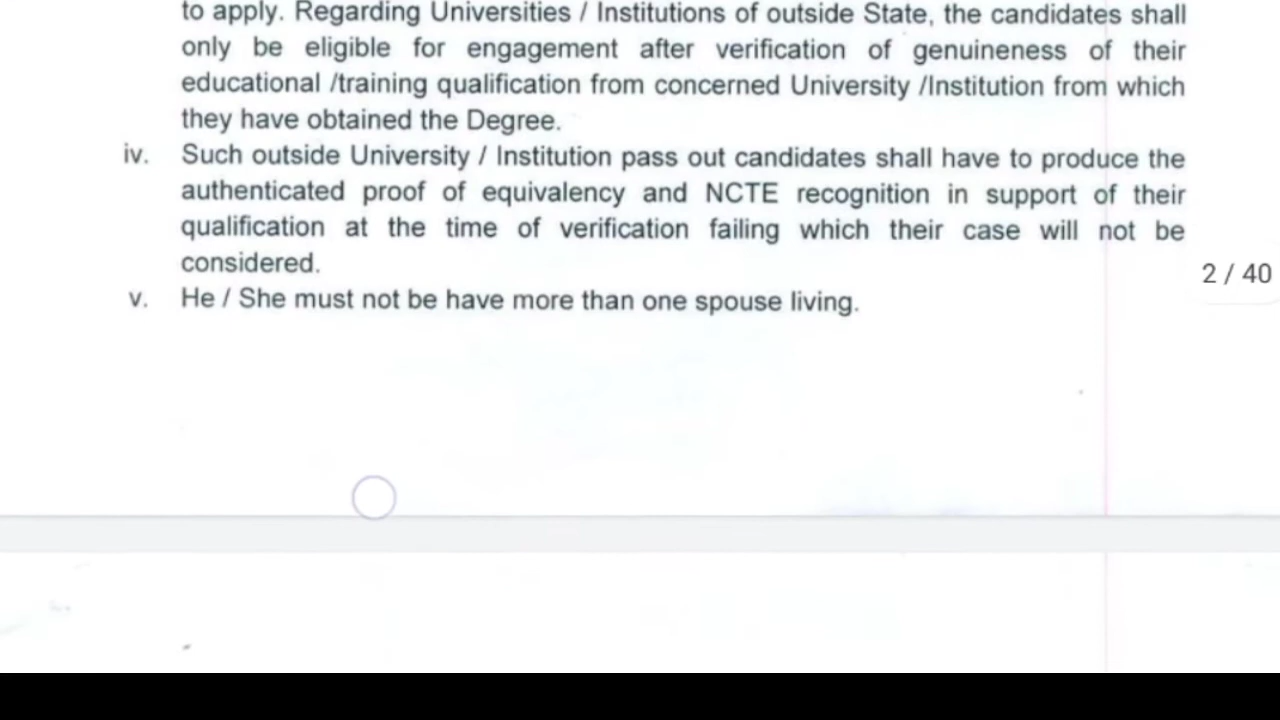 to apply. Regarding Universities / Institutions of outside State, the candidates shall
only be eligible for engagement after verification of genuineness of their
educational /training qualification from concerned University /Institution from which
they have obtained the Degree.
iv. Such outside University / Institution pass out candidates shall have to produce the
authenticated proof of equivalency and NCTE recognition in support of their
qualification at the time of verification failing which their case will not be
considered.
2 / 40
v. He / She must not be have more than one spouse living.